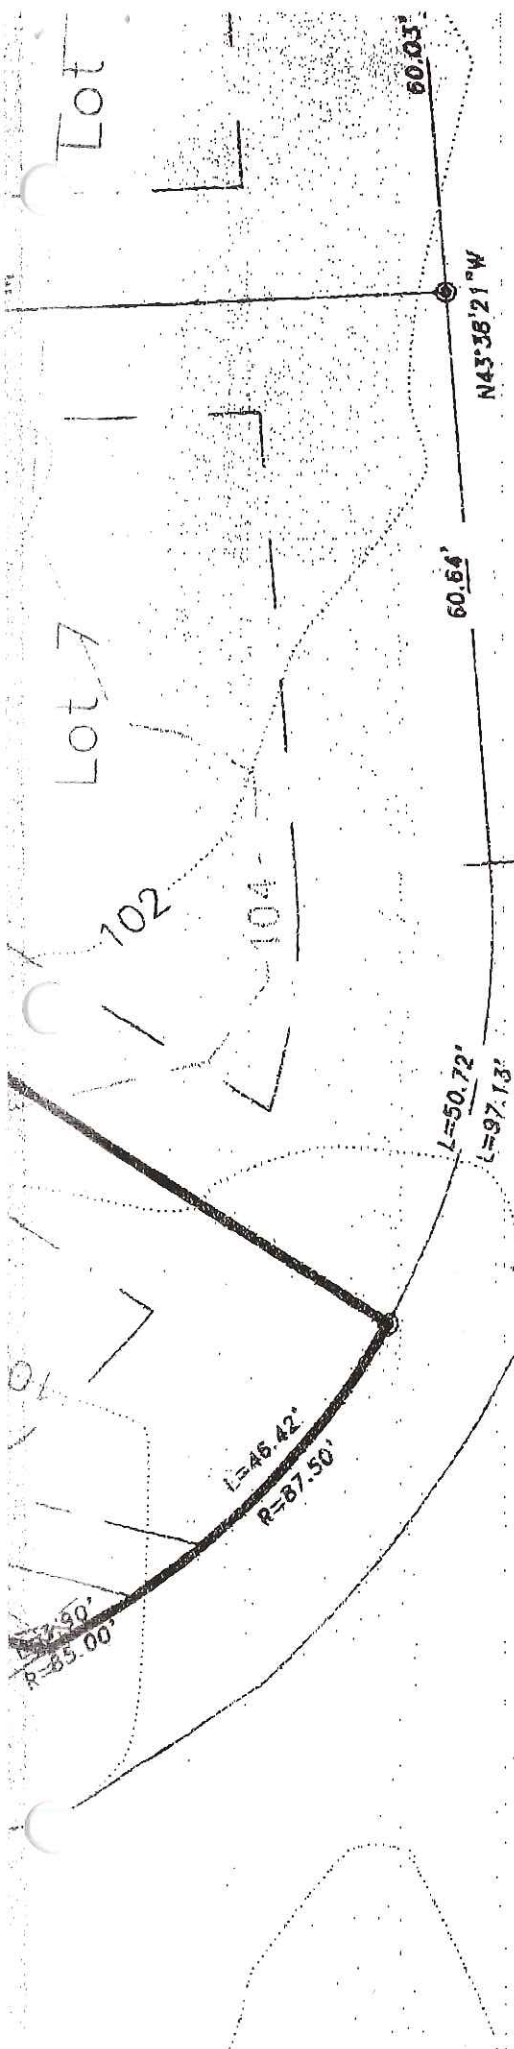 Lot
60.03'
N43°38'21"W
60.64'
Lot 7
102
104
L=50.72'
L=97.13'
L=46.42'
R=87.50'
R=85.00'